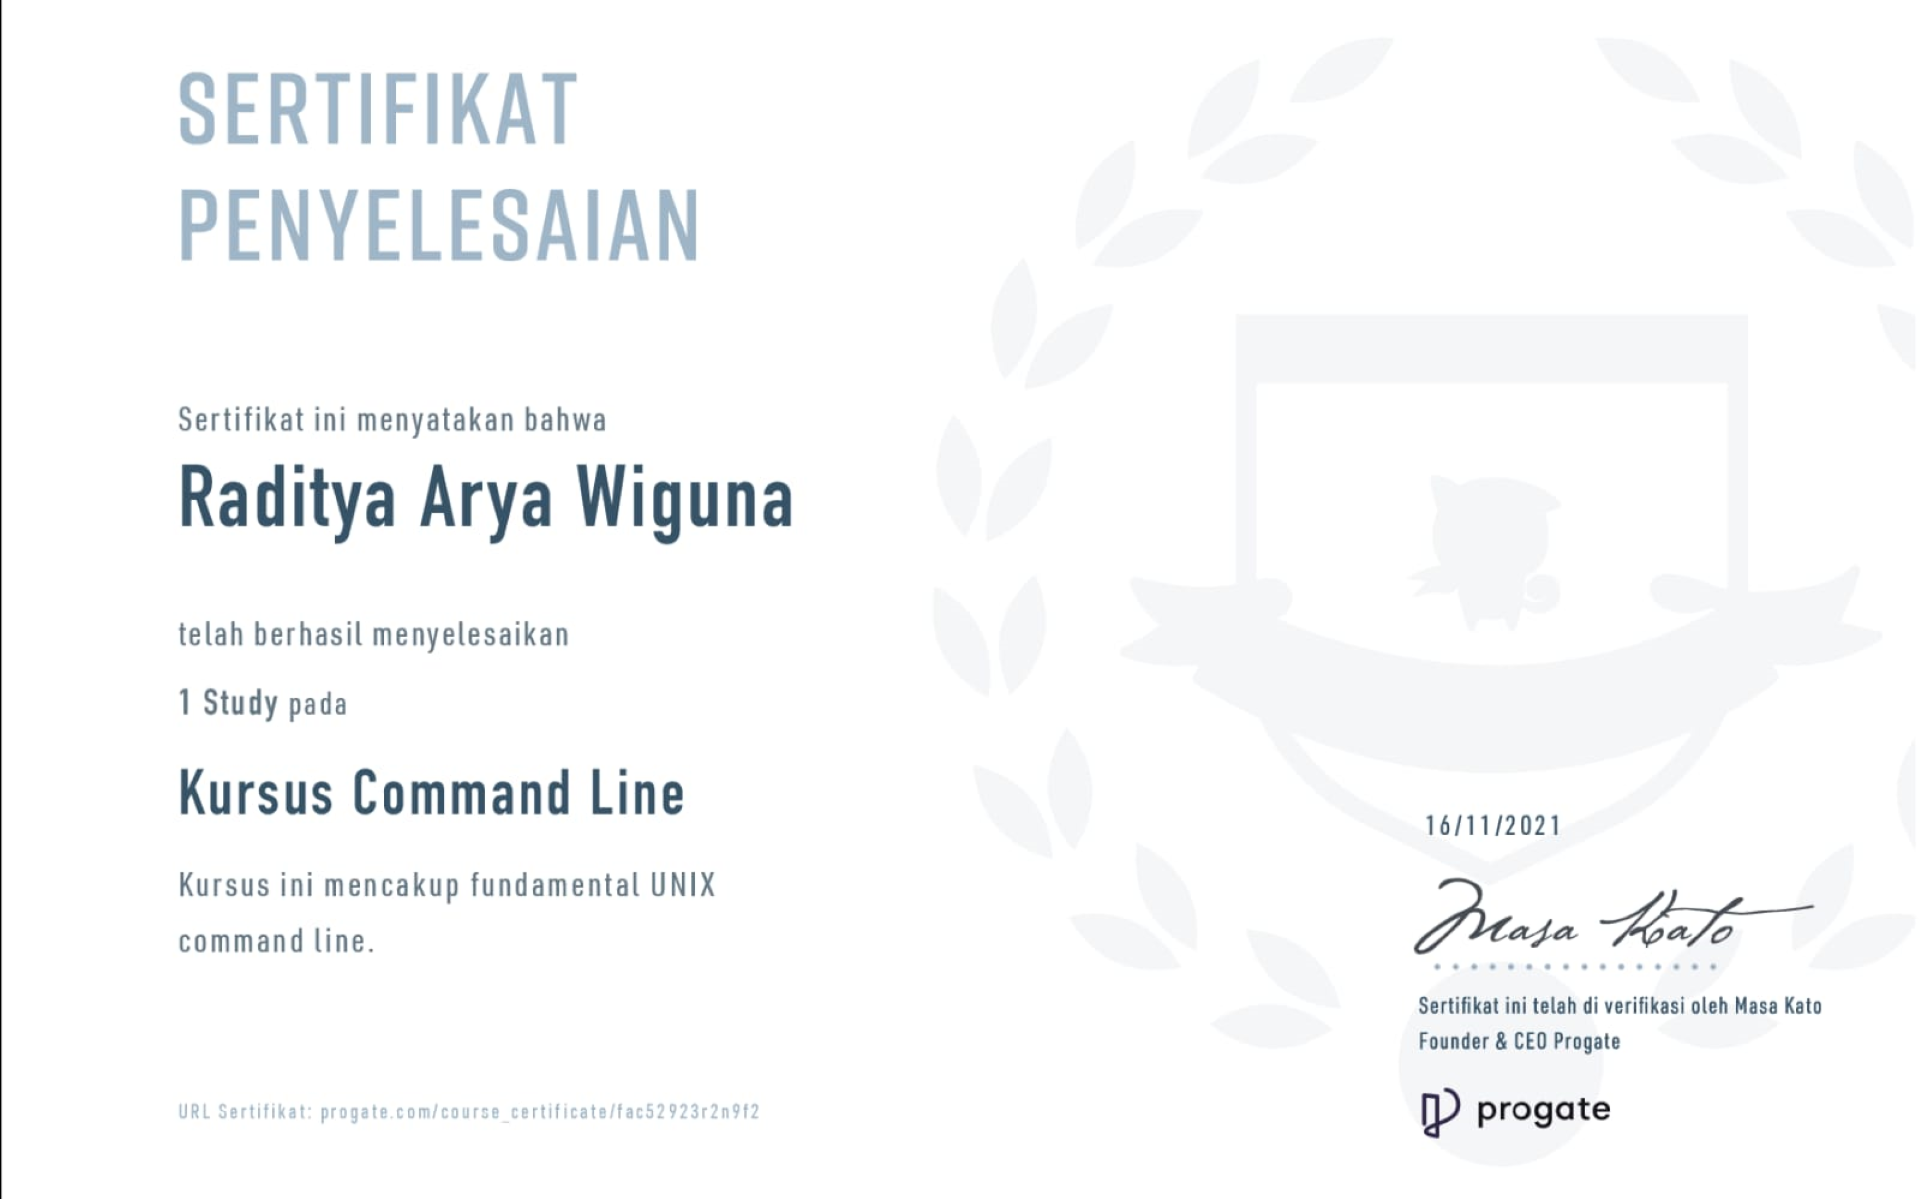 SERTIFIKAT
PENYELESAIAN
Sertifikat ini menyatakan bahwa
Raditya Arya Wiguna
telah berhasil menyelesaikan
1 Study pada
Kursus Command Line
Kursus ini mencakup fundamental UNIX
command line.
16/11/2021
Masa Kato
Sertifikat ini telah di verifikasi oleh Masa Kato
Founder & CEO Progate
progate
URL Sertifikat: progate.com/course_certificate/fac52923r2n9f2